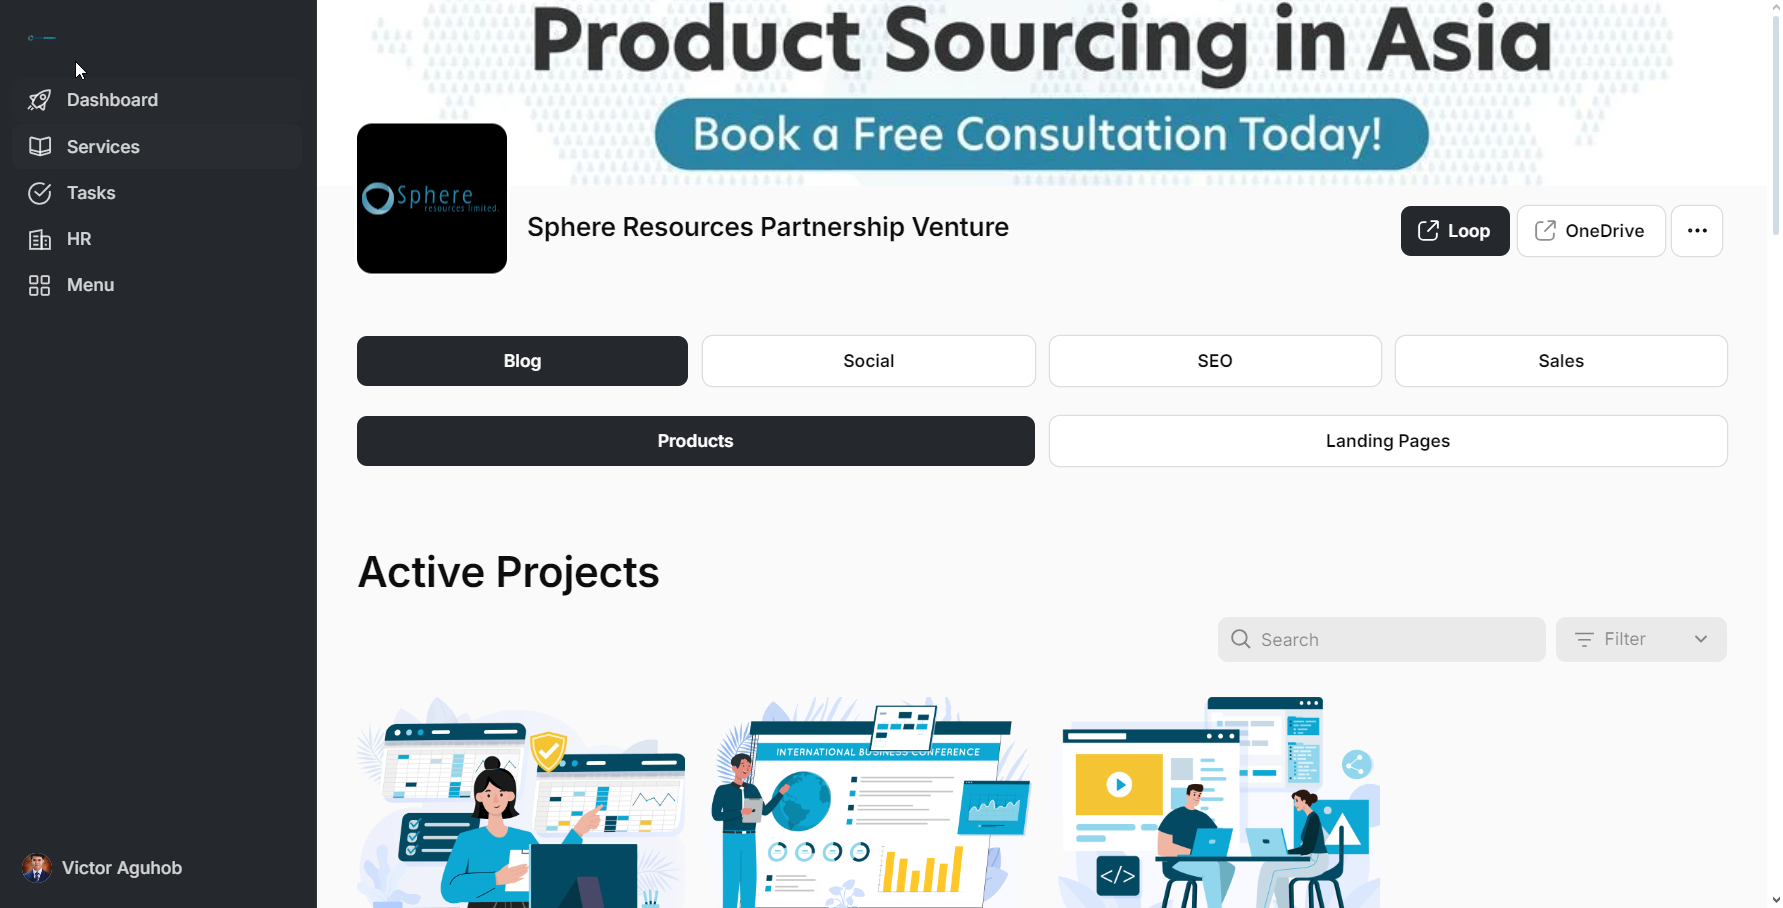 Product Sourcing in Asia
Book a Free Consultation Today!
Dashboard
Services
Tasks
HR
Menu
Sphere
resources limited.
Sphere Resources Partnership Venture
Loop
OneDrive
Blog
Social
SEO
Sales
Products
Landing Pages
Active Projects
Search
Filter
INTERNATIONAL BUSINESS CONFERENCE
</>
Victor Aguhob